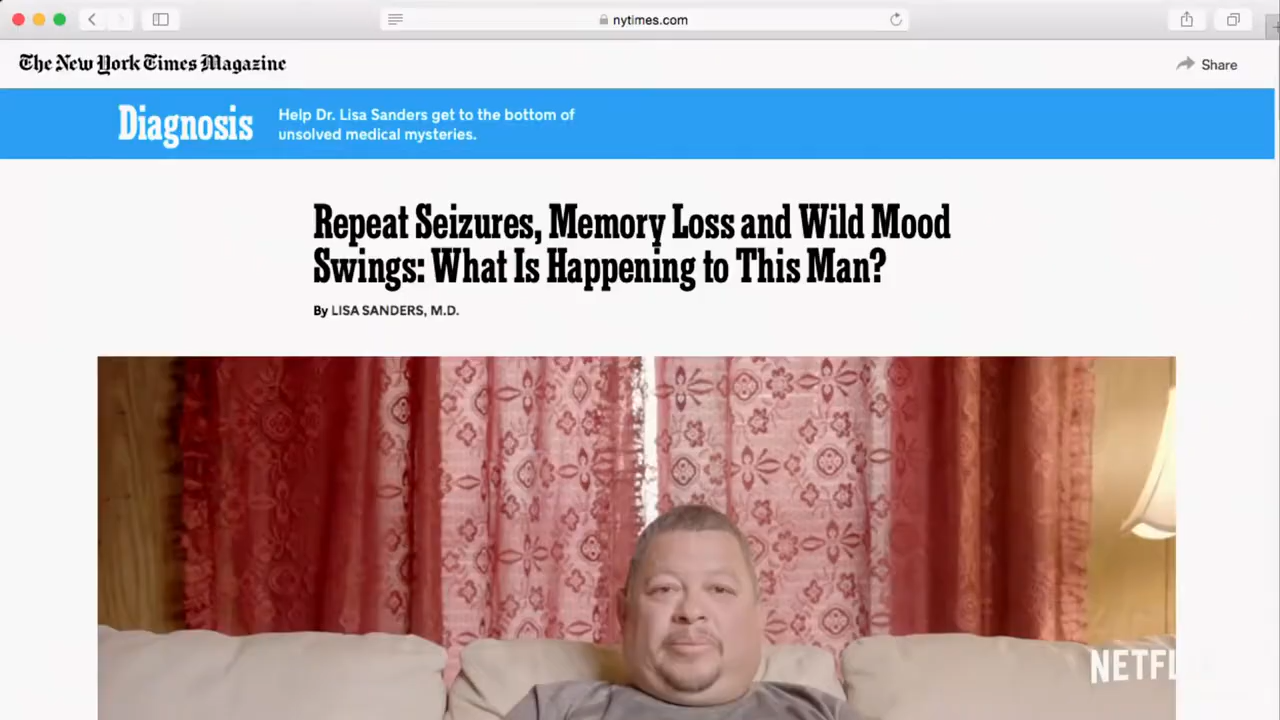 nytimes.com
The New York Times Magazine
Share
Diagnosis
Help Dr. Lisa Sanders get to the bottom of
unsolved medical mysteries.
Repeat Seizures, Memory Loss and Wild Mood
Swings: What Is Happening to This Man?
By LISA SANDERS, M.D.
NETFL